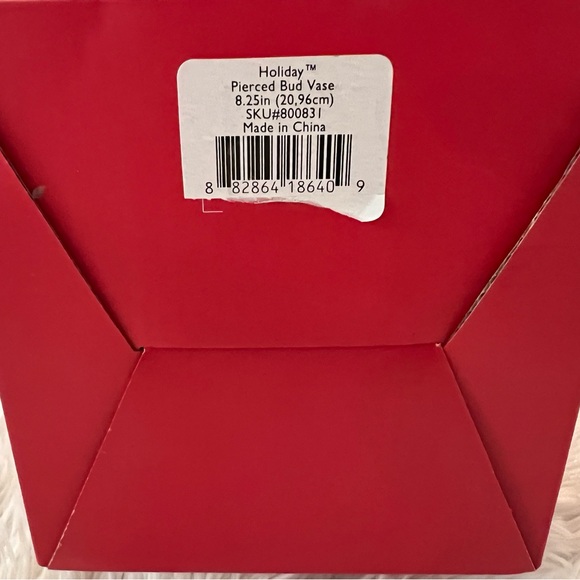 Holiday™
Pierced Bud Vase
8.25in (20,96cm)
SKU#800831
Made in China
8 82864 18640 9